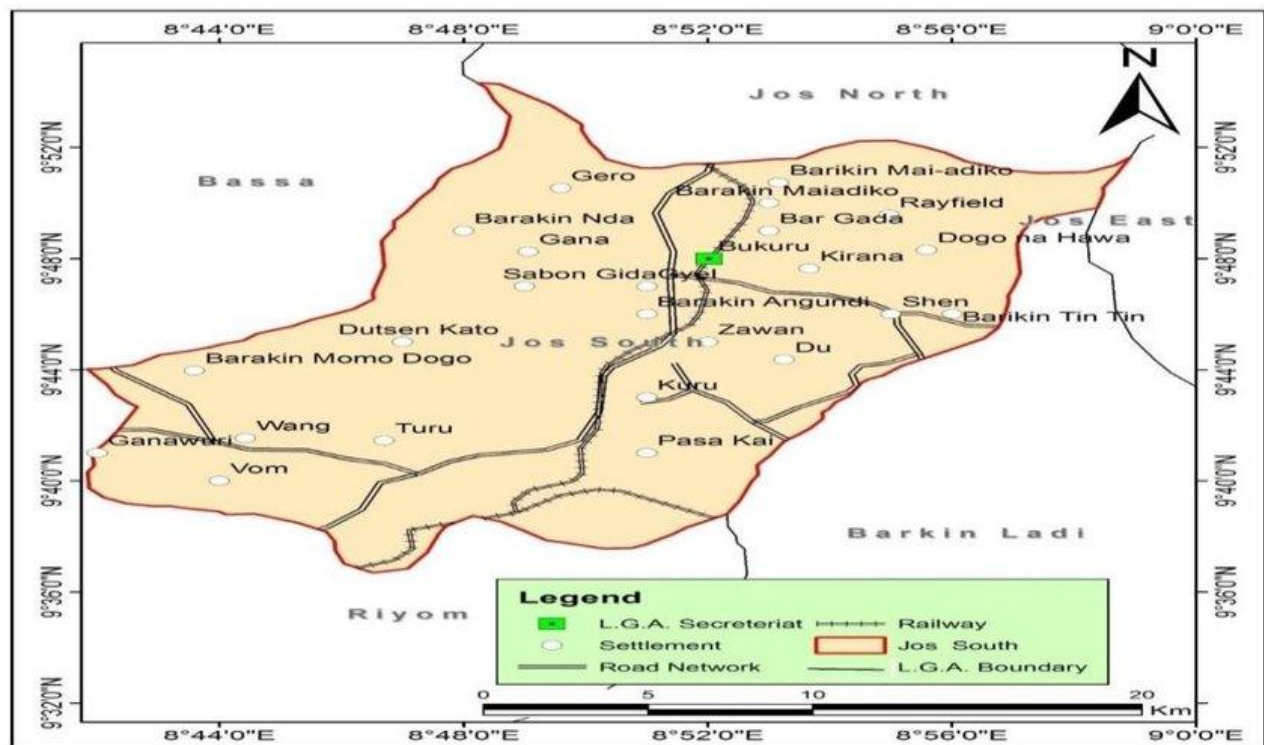 8°44'0"E 8°48'0"E 8°52'0"E 8°56'0"E 9°0'0"E
N
Jos North
9°52'0"N 9°52'0"N
Bassa
Gero
Barikin Mai-adiko
Barakin Maiadiko
Rayfield
Jos East
Barakin Nda
Bar Gada
Gana
Bukuru
Dogo na Hawa
9°48'0"N 9°48'0"N
Kirana
Sabon Gida
Gyel
Barakin Angundi
Shen
Barikin Tin Tin
Dutsen Kato
Jos South
Zawan
Barakin Momo Dogo
Du
9°44'0"N 9°44'0"N
Kuru
Ganawuri
Wang
Turu
Pasa Kai
Vom
9°40'0"N 9°40'0"N
Barkin Ladi
Riyom
9°36'0"N 9°36'0"N
Legend
L.G.A. Secreteriat
Railway
Settlement
Jos South
Road Network
L.G.A. Boundary
0 5 10 20
Km
9°32'0"N 9°32'0"N
8°44'0"E 8°48'0"E 8°52'0"E 8°56'0"E 9°0'0"E